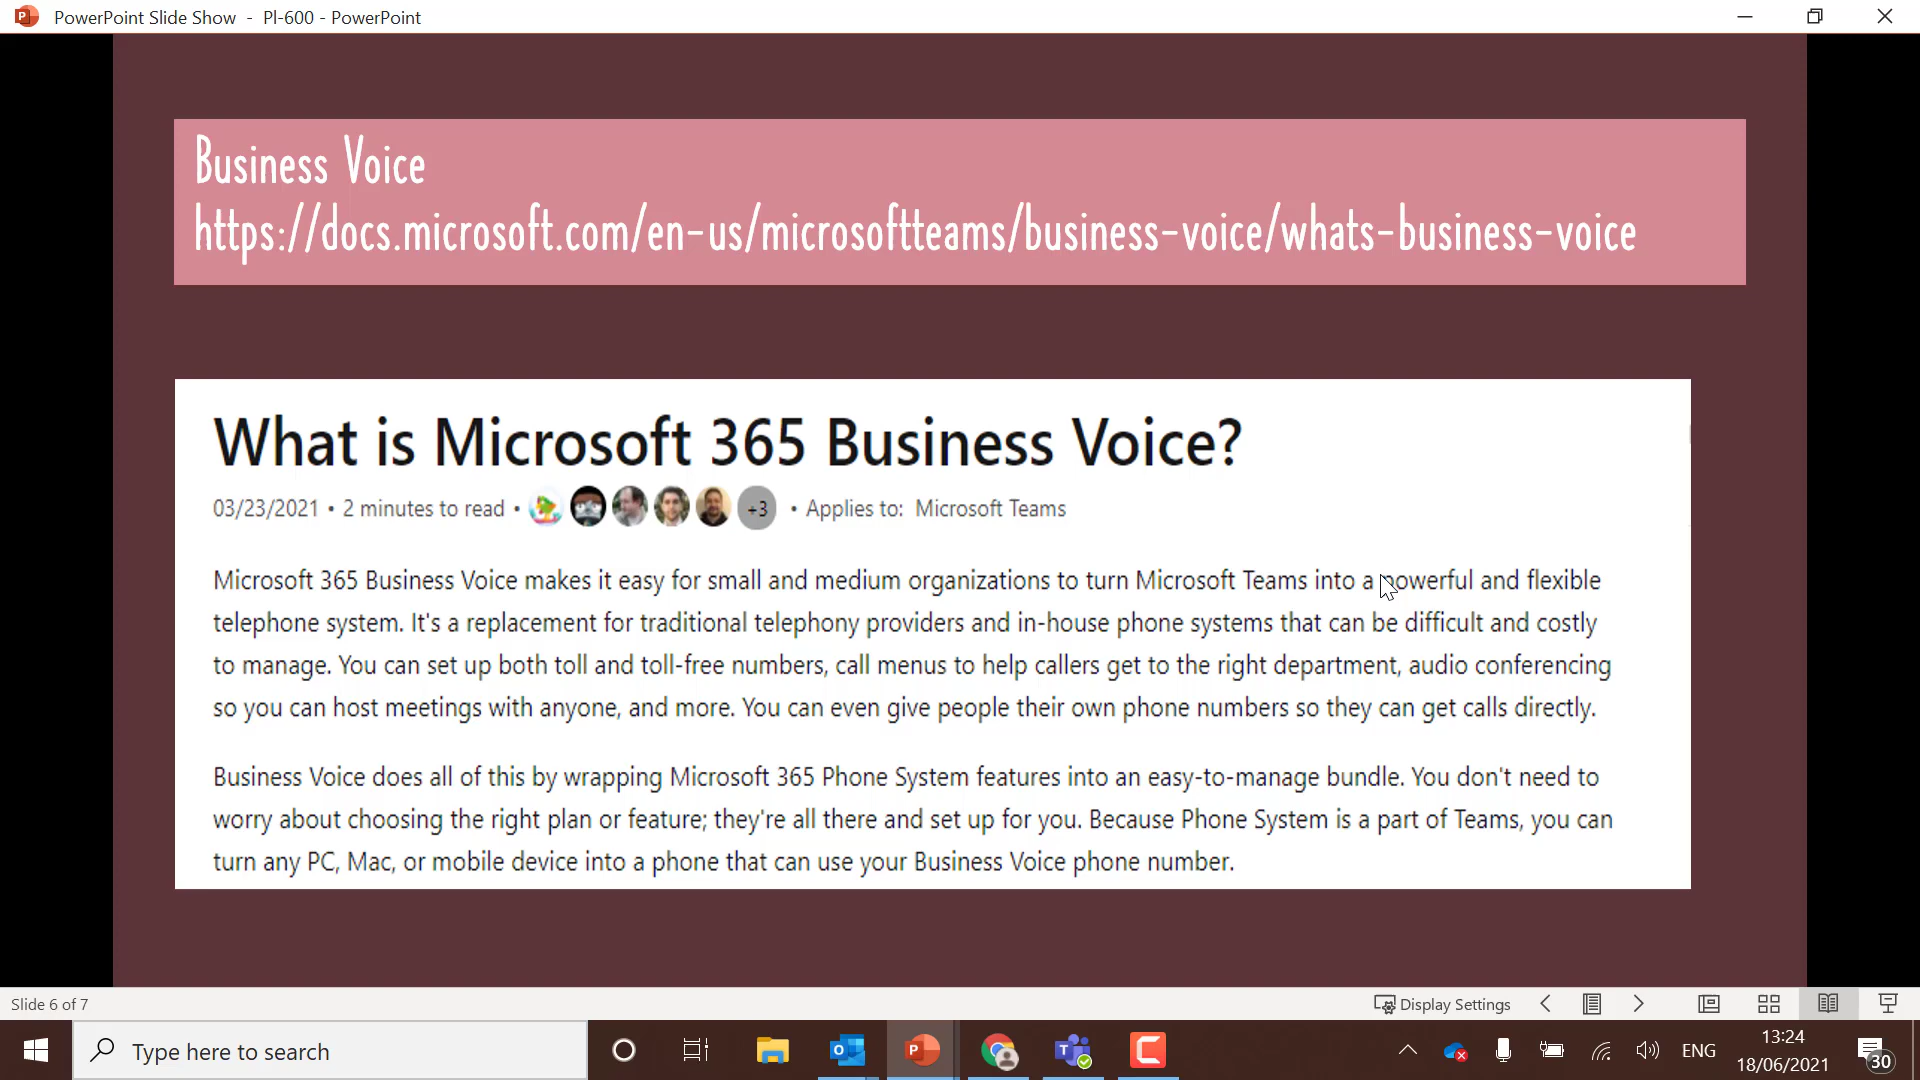 PowerPoint Slide Show - Pl-600 - PowerPoint
Business Voice
https://docs.microsoft.com/en-us/microsoftteams/business-voice/whats-business-voice
What is Microsoft 365 Business Voice?
03/23/2021 • 2 minutes to read • +3 • Applies to: Microsoft Teams
Microsoft 365 Business Voice makes it easy for small and medium organizations to turn Microsoft Teams into a powerful and flexible
telephone system. It's a replacement for traditional telephony providers and in-house phone systems that can be difficult and costly
to manage. You can set up both toll and toll-free numbers, call menus to help callers get to the right department, audio conferencing
so you can host meetings with anyone, and more. You can even give people their own phone numbers so they can get calls directly.
Business Voice does all of this by wrapping Microsoft 365 Phone System features into an easy-to-manage bundle. You don't need to
worry about choosing the right plan or feature; they're all there and set up for you. Because Phone System is a part of Teams, you can
turn any PC, Mac, or mobile device into a phone that can use your Business Voice phone number.
Slide 6 of 7
Display Settings
Type here to search
ENG
13:24
18/06/2021
30